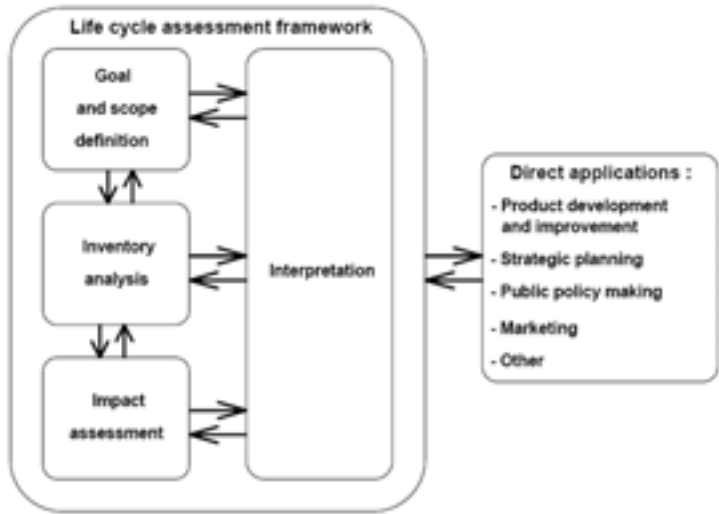 Life cycle assessment framework
Goal
and scope
definition
Inventory
analysis
Impact
assessment
Interpretation
Direct applications :
- Product development
and improvement
- Strategic planning
- Public policy making
- Marketing
- Other